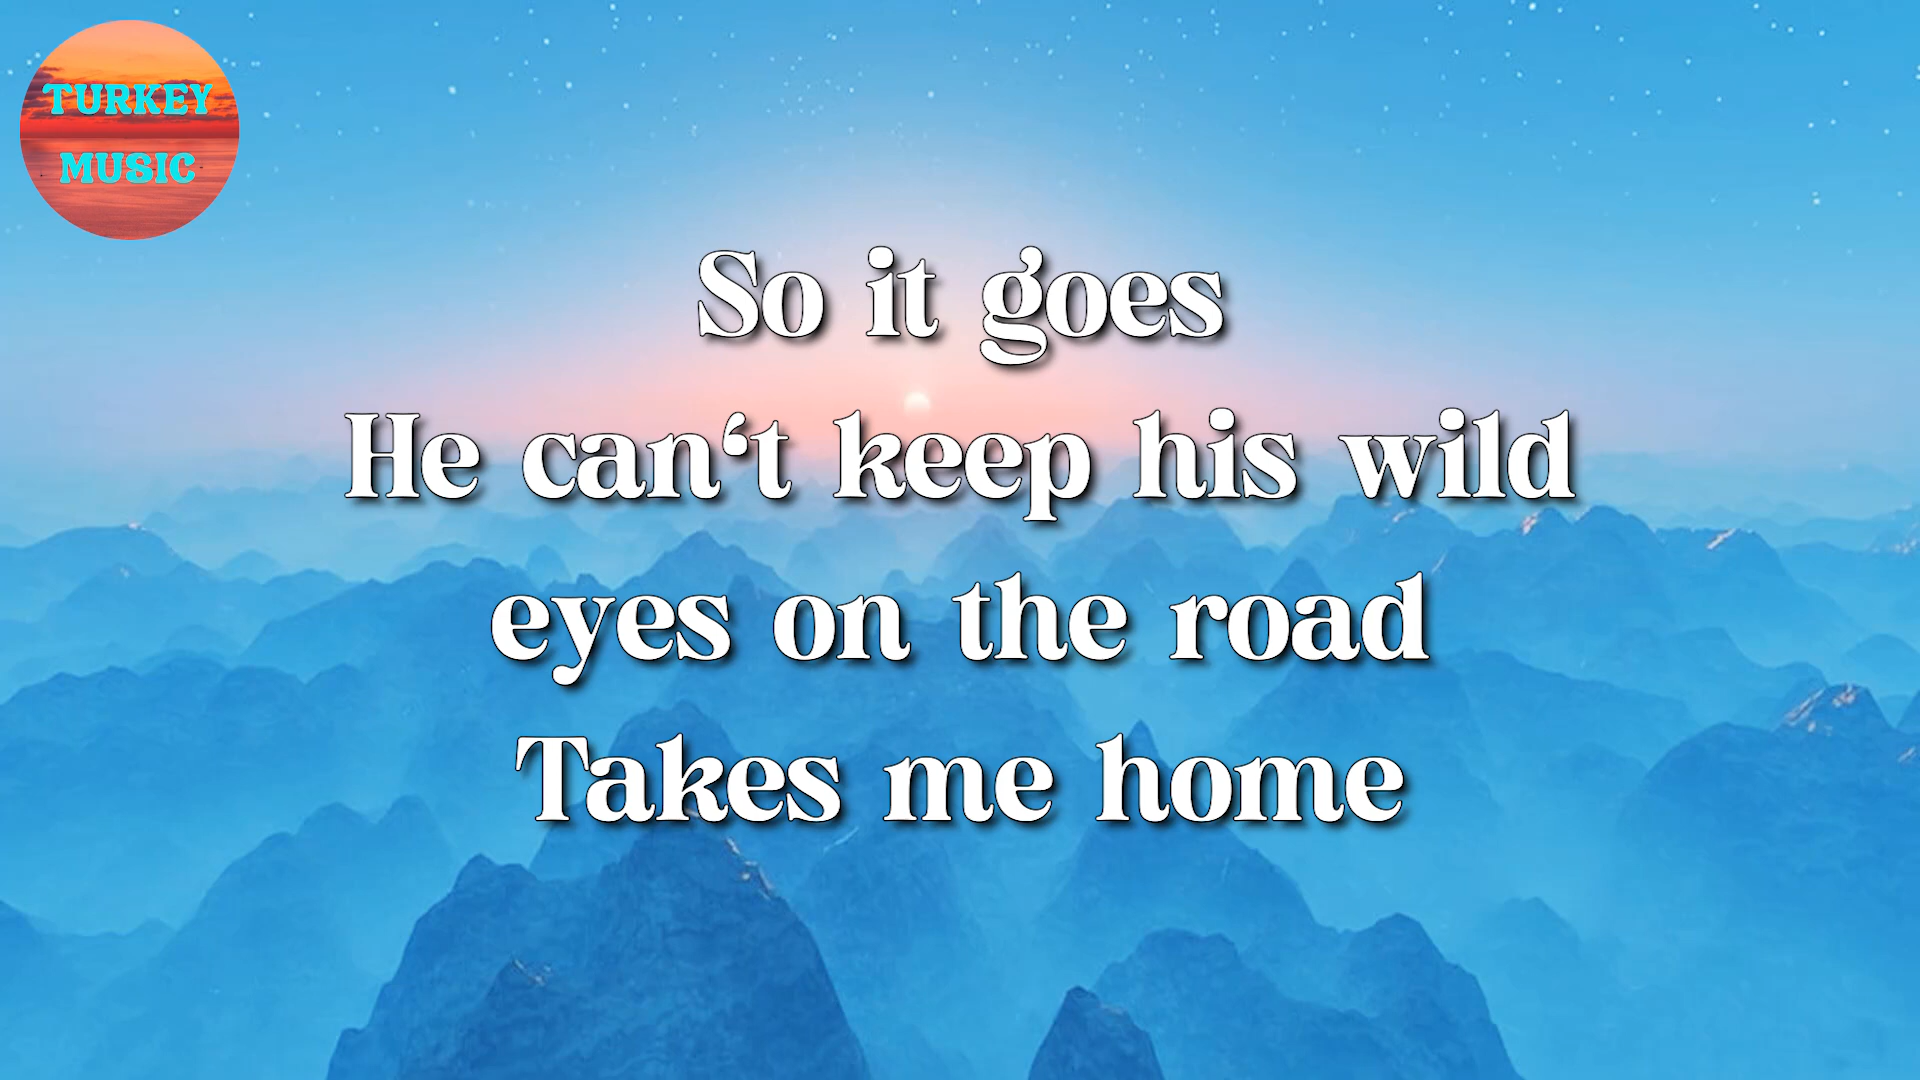 TURKEY
MUSIC
So it goes
He can‘t keep his wild
eyes on the road
Takes me home